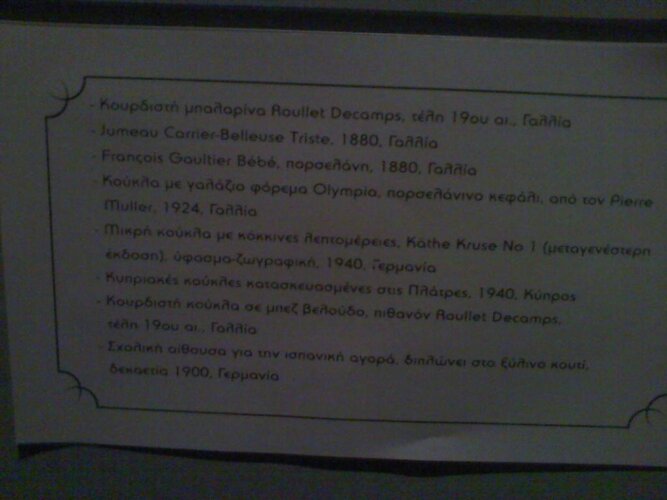 - Κουρδιστή μπαλαρίνα Roullet Decamps, τέλη 19ου αι., Γαλλία
- Jumeau Carrier-Belleuse Triste, 1880, Γαλλία
- François Gaultier Bébé, πορσελάνη, 1880, Γαλλία
- Κούκλα με γαλάζιο φόρεμα Olympia, πορσελάνινο κεφάλι, από τον Pierre
Muller, 1924, Γαλλία
- Μικρή κούκλα με κόκκινες λεπτομέρειες, Käthe Kruse No 1 (μεταγενέστερη
έκδοση), ύφασμα-ζωγραφική, 1940, Γερμανία
- Κυπριακές κούκλες κατασκευασμένες στις Πλάτρες, 1940, Κύπρος
- Κουρδιστή κούκλα σε μπεζ βελούδο, πιθανόν Roullet Decamps,
τέλη 19ου αι., Γαλλία
- Σχολική αίθουσα για την ισπανική αγορά, διπλώνει στο ξύλινο κουτί,
δεκαετία 1900, Γερμανία